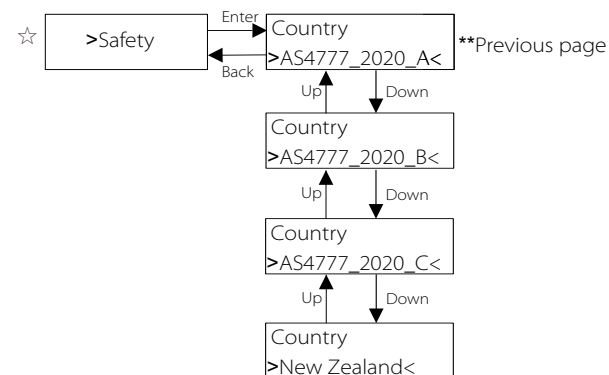 ☆ >Safety
Enter
Back
Country
>AS4777_2020_A<
**Previous page
Up
Down
Country
>AS4777_2020_B<
Up
Down
Country
>AS4777_2020_C<
Up
Down
Country
>New Zealand<